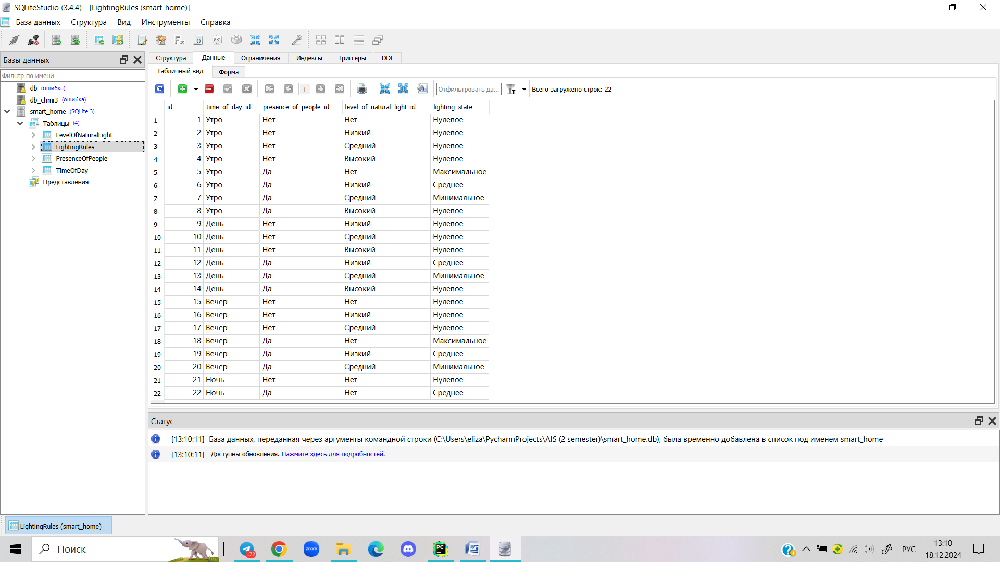 SQLiteStudio (3.4.4) - [LightingRules (smart_home)]
База данных Структура Вид Инструменты Справка
Базы данных
Фильтр по имени
db (ошибка)
db_chmi3 (ошибка)
smart_home (SQLite 3)
Таблицы (4)
LevelOfNaturalLight
LightingRules
PresenceOfPeople
TimeOfDay
Представления
Структура Данные Ограничения Индексы Триггеры DDL
Табличный вид Форма
1 Отфильтровать да... Всего загружено строк: 22
id time_of_day_id presence_of_people_id level_of_natural_light_id lighting_state
1 1 Утро Нет Нет Нулевое
2 2 Утро Нет Низкий Нулевое
3 3 Утро Нет Средний Нулевое
4 4 Утро Нет Высокий Нулевое
5 5 Утро Да Нет Максимальное
6 6 Утро Да Низкий Среднее
7 7 Утро Да Средний Минимальное
8 8 Утро Да Высокий Нулевое
9 9 День Нет Низкий Нулевое
10 10 День Нет Средний Нулевое
11 11 День Нет Высокий Нулевое
12 12 День Да Низкий Среднее
13 13 День Да Средний Минимальное
14 14 День Да Высокий Нулевое
15 15 Вечер Нет Нет Нулевое
16 16 Вечер Нет Низкий Нулевое
17 17 Вечер Нет Средний Нулевое
18 18 Вечер Да Нет Максимальное
19 19 Вечер Да Низкий Среднее
20 20 Вечер Да Средний Минимальное
21 21 Ночь Нет Нет Нулевое
22 22 Ночь Да Нет Среднее
Статус
[13:10:11] База данных, переданная через аргументы командной строки (C:\Users\eliza\PycharmProjects\AIS (2 semester)\smart_home.db), была временно добавлена в список под именем smart_home
[13:10:11] Доступны обновления. Нажмите здесь для подробностей.
LightingRules (smart_home)
Поиск
72
zoom
PC
РУС
13:10
18.12.2024